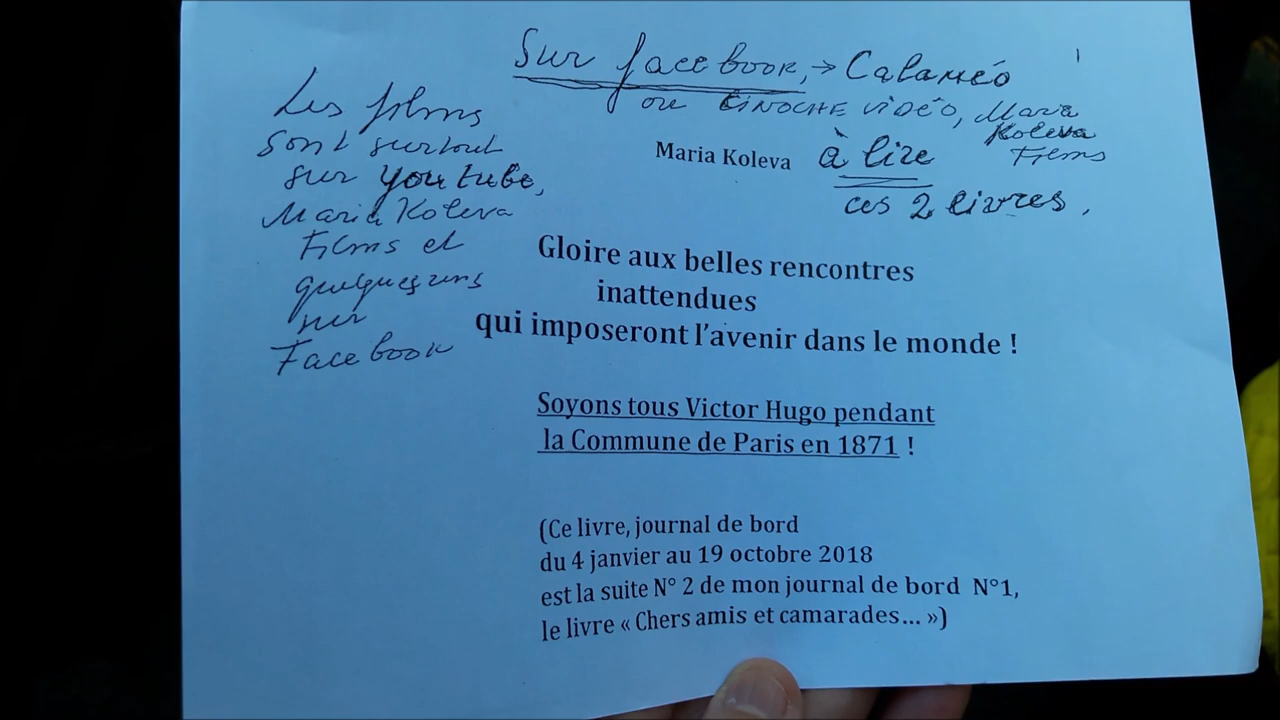 Sur facebook, → Calaméo
ou CINOCHE VIDÉO, Maria
Koleva
Films
à lire
ces 2 livres.
Les films
sont surtout
sur YouTube,
Maria Koleva
Films et
quelques uns
sur
Facebook
Maria Koleva
Gloire aux belles rencontres
inattendues
qui imposeront l'avenir dans le monde !
Soyons tous Victor Hugo pendant
la Commune de Paris en 1871 !
(Ce livre, journal de bord
du 4 janvier au 19 octobre 2018
est la suite N° 2 de mon journal de bord N°1,
le livre « Chers amis et camarades... »)